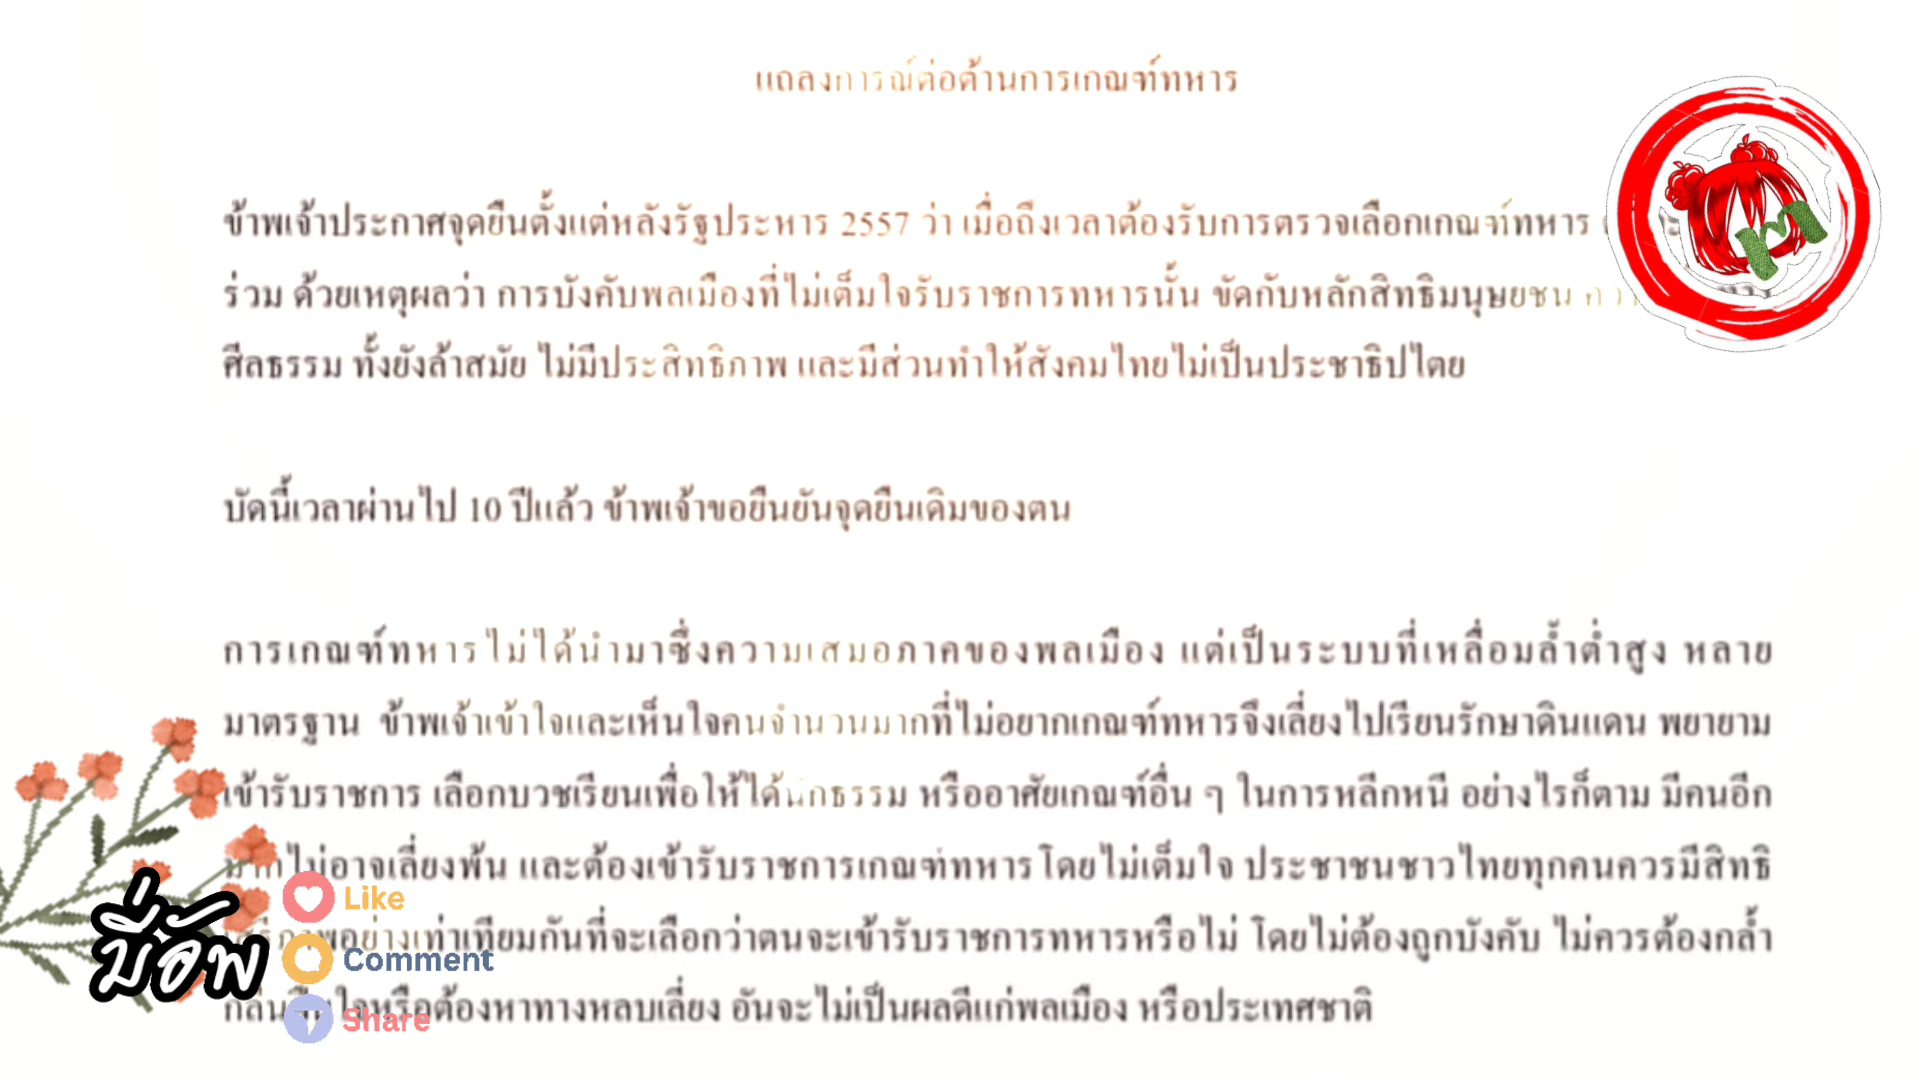 แถลงการณ์ต่อต้านการเกณฑ์ทหาร
ข้าพเจ้าประกาศจุดยืนตั้งแต่หลังรัฐประหาร 2557 ว่า เมื่อถึงเวลาต้องรับการตรวจเลือกเกณฑ์ทหาร
ร่วม ด้วยเหตุผลว่า การบังคับพลเมืองที่ไม่เต็มใจรับราชการทหารนั้น ขัดกับหลักสิทธิมนุษยชน
ศีลธรรม ทั้งยังล้าสมัย ไม่มีประสิทธิภาพ และมีส่วนทำให้สังคมไทยไม่เป็นประชาธิปไตย
บัดนี้เวลาผ่านไป 10 ปีแล้ว ข้าพเจ้าขอยืนยันจุดยืนเดิมของตน
การเกณฑ์ทหารไม่ได้นำมาซึ่งความเสมอภาคของพลเมือง แต่เป็นระบบที่เหลื่อมล้ำต่ำสูง หลาย
มาตรฐาน ข้าพเจ้าเข้าใจและเห็นใจคนจำนวนมากที่ไม่อยากเกณฑ์ทหารจึงเลี่ยงไปเรียนรักษาดินแดน พยายาม
เข้ารับราชการ เลือกบวชเรียนเพื่อให้ได้นักธรรม หรืออาศัยเกณฑ์อื่น ๆ ในการหลีกหนี อย่างไรก็ตาม มีคนอีก
ไม่อาจเลี่ยงพ้น และต้องเข้ารับราชการเกณฑ์ทหารโดยไม่เต็มใจ ประชาชนชาวไทยทุกคนควรมีสิทธิ
อย่างเท่าเทียมกันที่จะเลือกว่าตนจะเข้ารับราชการทหารหรือไม่ โดยไม่ต้องถูกบังคับ ไม่ควรต้องกล้ำ
หรือต้องหาทางหลบเลี่ยง อันจะไม่เป็นผลดีแก่พลเมือง หรือประเทศชาติ
มี่อัพ
Like
Comment
Share